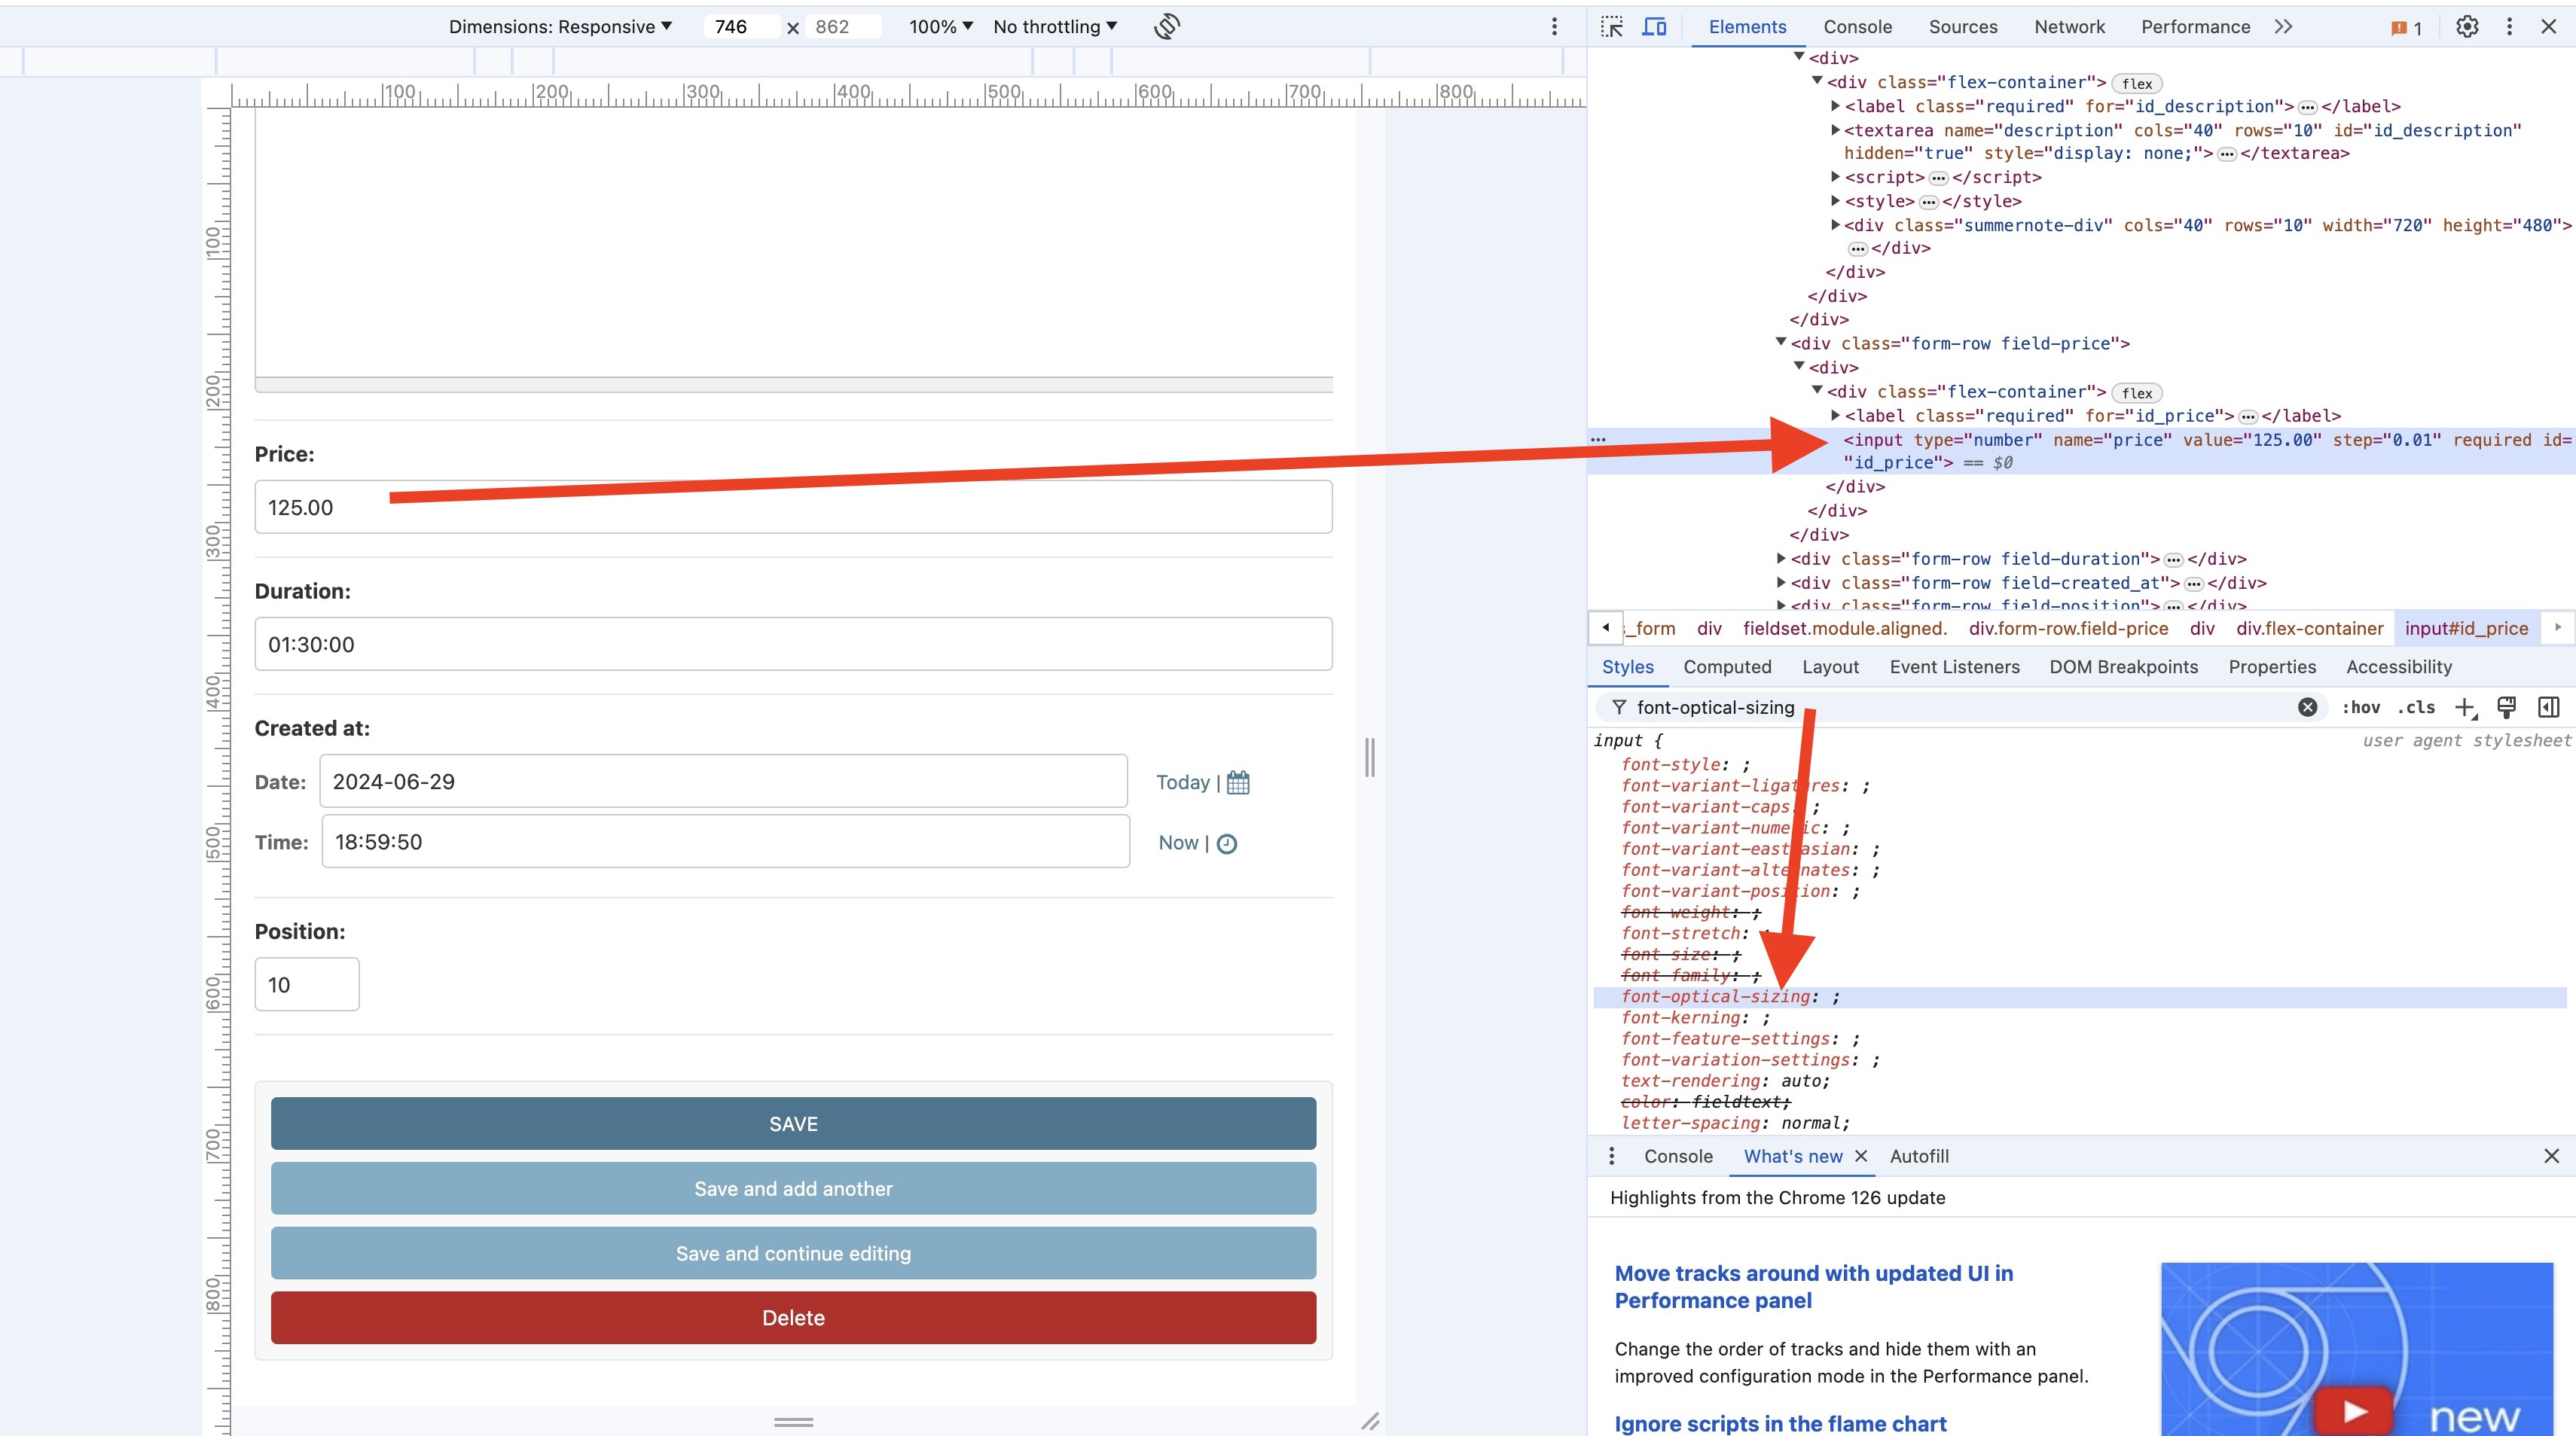 Dimensions: Responsive ▼ 746 × 862 100% ▼ No throttling ▼
100 200 300 400 500 600 700 800
100
200
300
400
500
600
700
800
Price:
125.00
Duration:
01:30:00
Created at:
Date: 2024-06-29 Today |
Time: 18:59:50 Now |
Position:
10
SAVE
Save and add another
Save and continue editing
Delete
Elements Console Sources Network Performance >> 1
▼<div>
▼<div class="flex-container"> flex
▶<label class="required" for="id_description"> ⋯ </label>
▶<textarea name="description" cols="40" rows="10" id="id_description"
hidden="true" style="display: none;"> ⋯ </textarea>
▶<script> ⋯ </script>
▶<style> ⋯ </style>
▶<div class="summernote-div" cols="40" rows="10" width="720" height="480">
⋯ </div>
</div>
</div>
</div>
▼<div class="form-row field-price">
▼<div>
▼<div class="flex-container"> flex
▶<label class="required" for="id_price"> ⋯ </label>
⋯ <input type="number" name="price" value="125.00" step="0.01" required id=
"id_price"> == $0
</div>
</div>
</div>
▶<div class="form-row field-duration"> ⋯ </div>
▶<div class="form-row field-created_at"> ⋯ </div>
▶<div class="form-row field-position"> ⋯ </div>
s_form div fieldset.module.aligned. div.form-row.field-price div div.flex-container input#id_price
Styles Computed Layout Event Listeners DOM Breakpoints Properties Accessibility
font-optical-sizing :hov .cls
input { user agent stylesheet
font-style: ;
font-variant-ligatures: ;
font-variant-caps: ;
font-variant-numeric: ;
font-variant-east-asian: ;
font-variant-alternates: ;
font-variant-position: ;
font-weight: ;
font-stretch: ;
font-size: ;
font-family: ;
font-optical-sizing: ;
font-kerning: ;
font-feature-settings: ;
font-variation-settings: ;
text-rendering: auto;
color: fieldtext;
letter-spacing: normal;
Console What's new × Autofill
Highlights from the Chrome 126 update
Move tracks around with updated UI in
Performance panel
Change the order of tracks and hide them with an
improved configuration mode in the Performance panel.
Ignore scripts in the flame chart
new